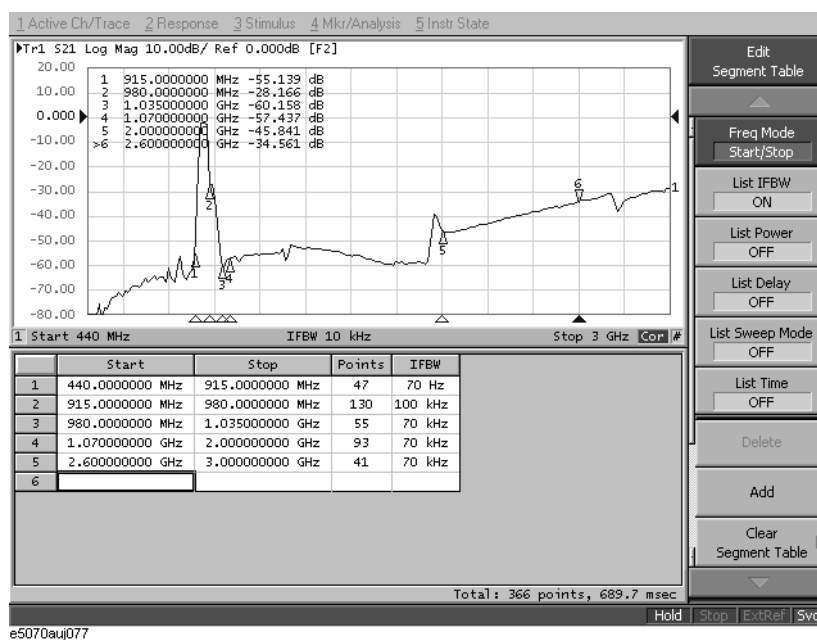 1 Active Ch/Trace 2 Response 3 Stimulus 4 Mkr/Analysis 5 Instr State
Tr1 S21 Log Mag 10.00dB/ Ref 0.000dB [F2]
20.00
10.00
0.000
-10.00
-20.00
-30.00
-40.00
-50.00
-60.00
-70.00
-80.00
1 915.0000000 MHz -55.139 dB
2 980.0000000 MHz -28.166 dB
3 1.035000000 GHz -60.158 dB
4 1.070000000 GHz -57.437 dB
5 2.000000000 GHz -45.841 dB
>6 2.600000000 GHz -34.561 dB
1
2
3
4
5
6
1
1 Start 440 MHz IFBW 10 kHz Stop 3 GHz Cor #
Start Stop Points IFBW
1 440.0000000 MHz 915.0000000 MHz 47 70 Hz
2 915.0000000 MHz 980.0000000 MHz 130 100 kHz
3 980.0000000 MHz 1.035000000 GHz 55 70 kHz
4 1.070000000 GHz 2.000000000 GHz 93 70 kHz
5 2.600000000 GHz 3.000000000 GHz 41 70 kHz
6
Total: 366 points, 689.7 msec
Edit
Segment Table
Freq Mode
Start/Stop
List IFBW
ON
List Power
OFF
List Delay
OFF
List Sweep Mode
OFF
List Time
OFF
Delete
Add
Clear
Segment Table
Hold Stop ExtRef Svc
e5070auj077